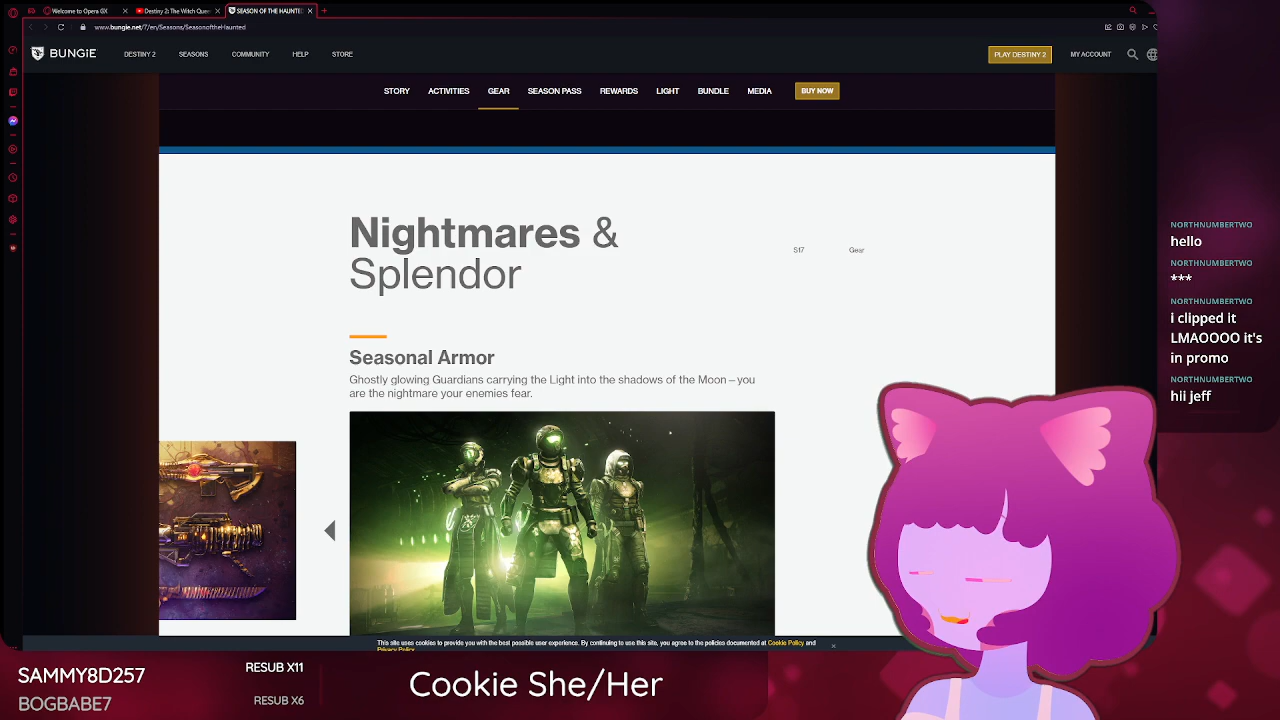 Welcome to Opera GX
Destiny 2: The Witch Quee
SEASON OF THE HAUNTE
www.bungie.net/7/en/Seasons/SeasonoftheHaunted
BUNGiE
DESTINY 2
SEASONS
COMMUNITY
HELP
STORE
PLAY DESTINY 2
MY ACCOUNT
STORY
ACTIVITIES
GEAR
SEASON PASS
REWARDS
LIGHT
BUNDLE
MEDIA
BUY NOW
Nightmares &
Splendor
S17
Gear
Seasonal Armor
Ghostly glowing Guardians carrying the Light into the shadows of the Moon—you
are the nightmare your enemies fear.
This site uses cookies to provide you with the best possible user experience. By continuing to use this site, you agree to the policies documented at Cookie Policy and
Privacy Policy
NORTHNUMBERTWO
hello
NORTHNUMBERTWO
***
NORTHNUMBERTWO
i clipped it
LMAOOOO it's
in promo
NORTHNUMBERTWO
hii jeff
SAMMY8D257
RESUB X11
BOGBABE7
RESUB X6
Cookie She/Her